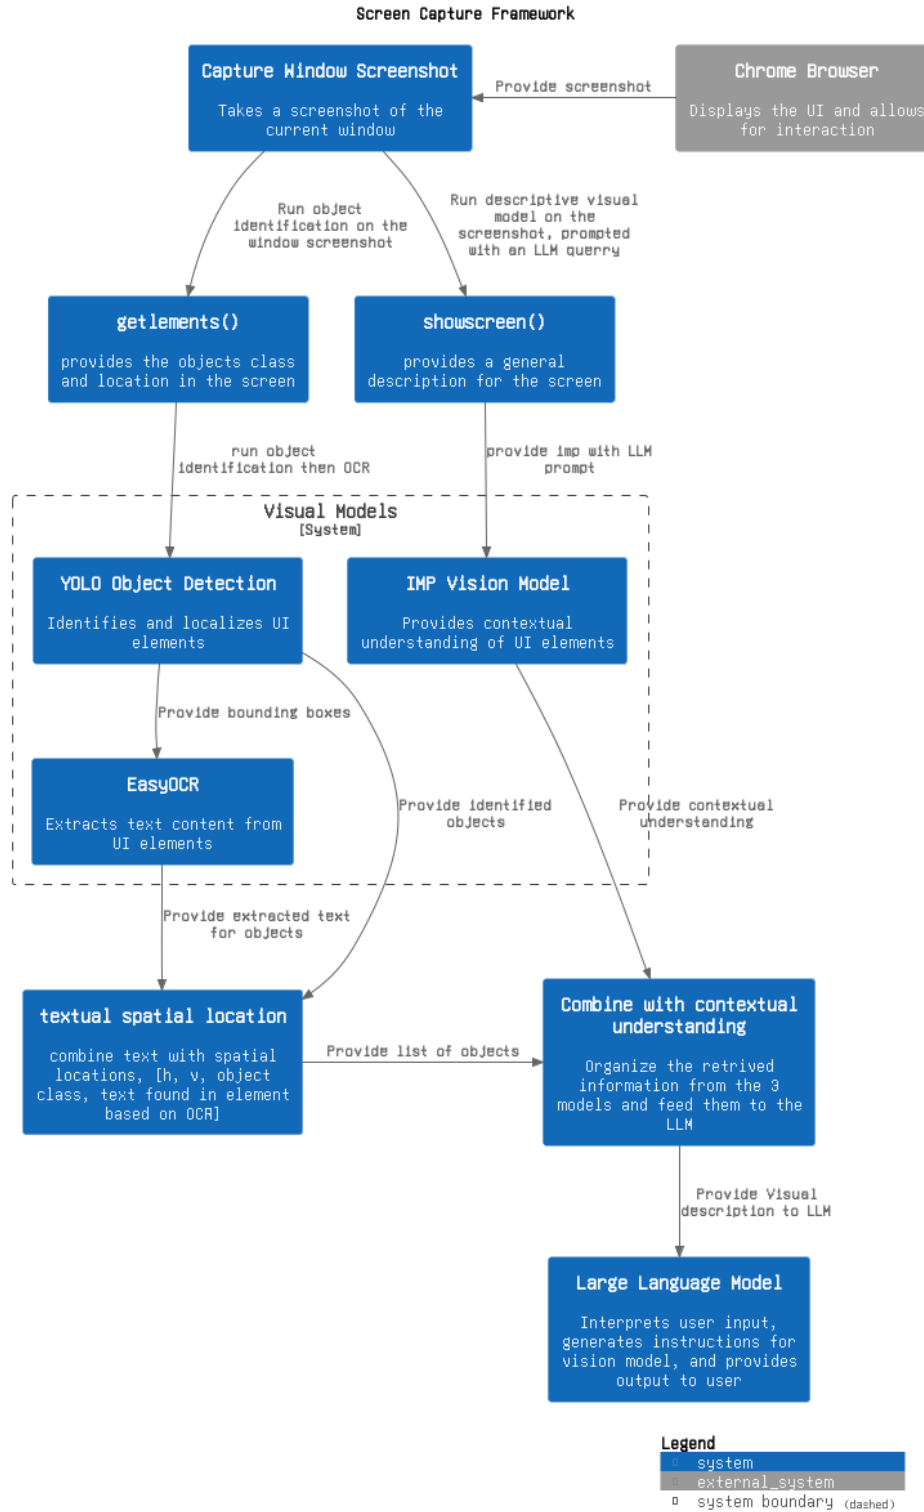 Screen Capture Framework
Capture Window Screenshot
Takes a screenshot of the
current window
Provide screenshot
Chrome Browser
Displays the UI and allows
for interaction
Run object
identification on the
window screenshot
Run descriptive visual
model on the
screenshot, prompted
with an LLM querry
getlements()
provides the objects class
and location in the screen
showscreen()
provides a general
description for the screen
run object
identification then OCR
provide imp with LLM
prompt
Visual Models
[System]
YOLO Object Detection
Identifies and localizes UI
elements
IMP Vision Model
Provides contextual
understanding of UI elements
Provide bounding boxes
EasyOCR
Extracts text content from
UI elements
Provide identified
objects
Provide contextual
understanding
Provide extracted text
for objects
textual spatial location
combine text with spatial
locations, [h, v, object
class, text found in element
based on OCR]
Provide list of objects
Combine with contextual
understanding
Organize the retrived
information from the 3
models and feed them to the
LLM
Provide Visual
description to LLM
Large Language Model
Interprets user input,
generates instructions for
vision model, and provides
output to user
Legend
system
external_system
system boundary (dashed)